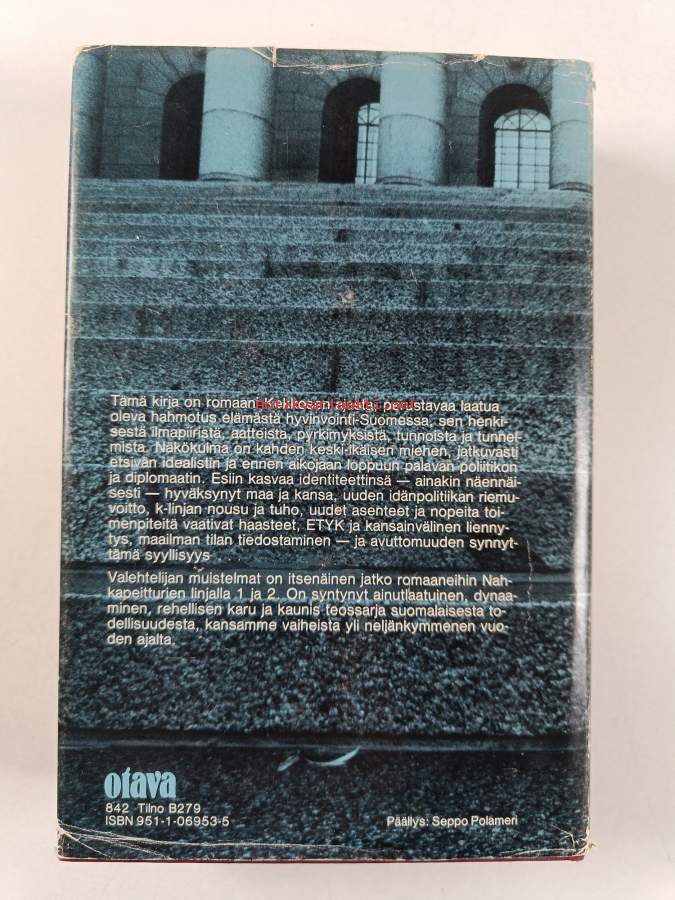 Tämä kirja on romaani Kekkosen ajasta, perustavaa laatua
oleva hahmotus elämästä hyvinvointi-Suomessa, sen henki-
sestä ilmapiiristä, aatteista, pyrkimyksistä, tunnoista ja tunnel-
mista. Näkökulma on kahden keski-ikäisen miehen, jatkuvasti
etsivän idealistin ja ennen aikojaan loppuun palavan poliitikon
ja diplomaatin. Esiin kasvaa identiteettinsä — ainakin näennäi-
sesti — hyväksynyt maa ja kansa, uuden idänpolitiikan riemu-
voitto, k-linjan nousu ja tuho, uudet asenteet ja nopeita toi-
menpiteitä vaativat haasteet, ETYK ja kansainvälinen lienny-
tys, maailman tilan tiedostaminen — ja avuttomuuden synnyt-
tämä syyllisyys . . .
Valehtelijan muistelmat on itsenäinen jatko romaaneihin Nah-
kapeitturien linjalla 1 ja 2. On syntynyt ainutlaatuinen, dynaa-
minen, rehellisen karu ja kaunis teossarja suomalaisesta to-
dellisuudesta, kansamme vaiheista yli neljänkymmenen vuo-
den ajalta.
otava
842 Tilno B279
ISBN 951-1-06953-5
Päällys: Seppo Polameri